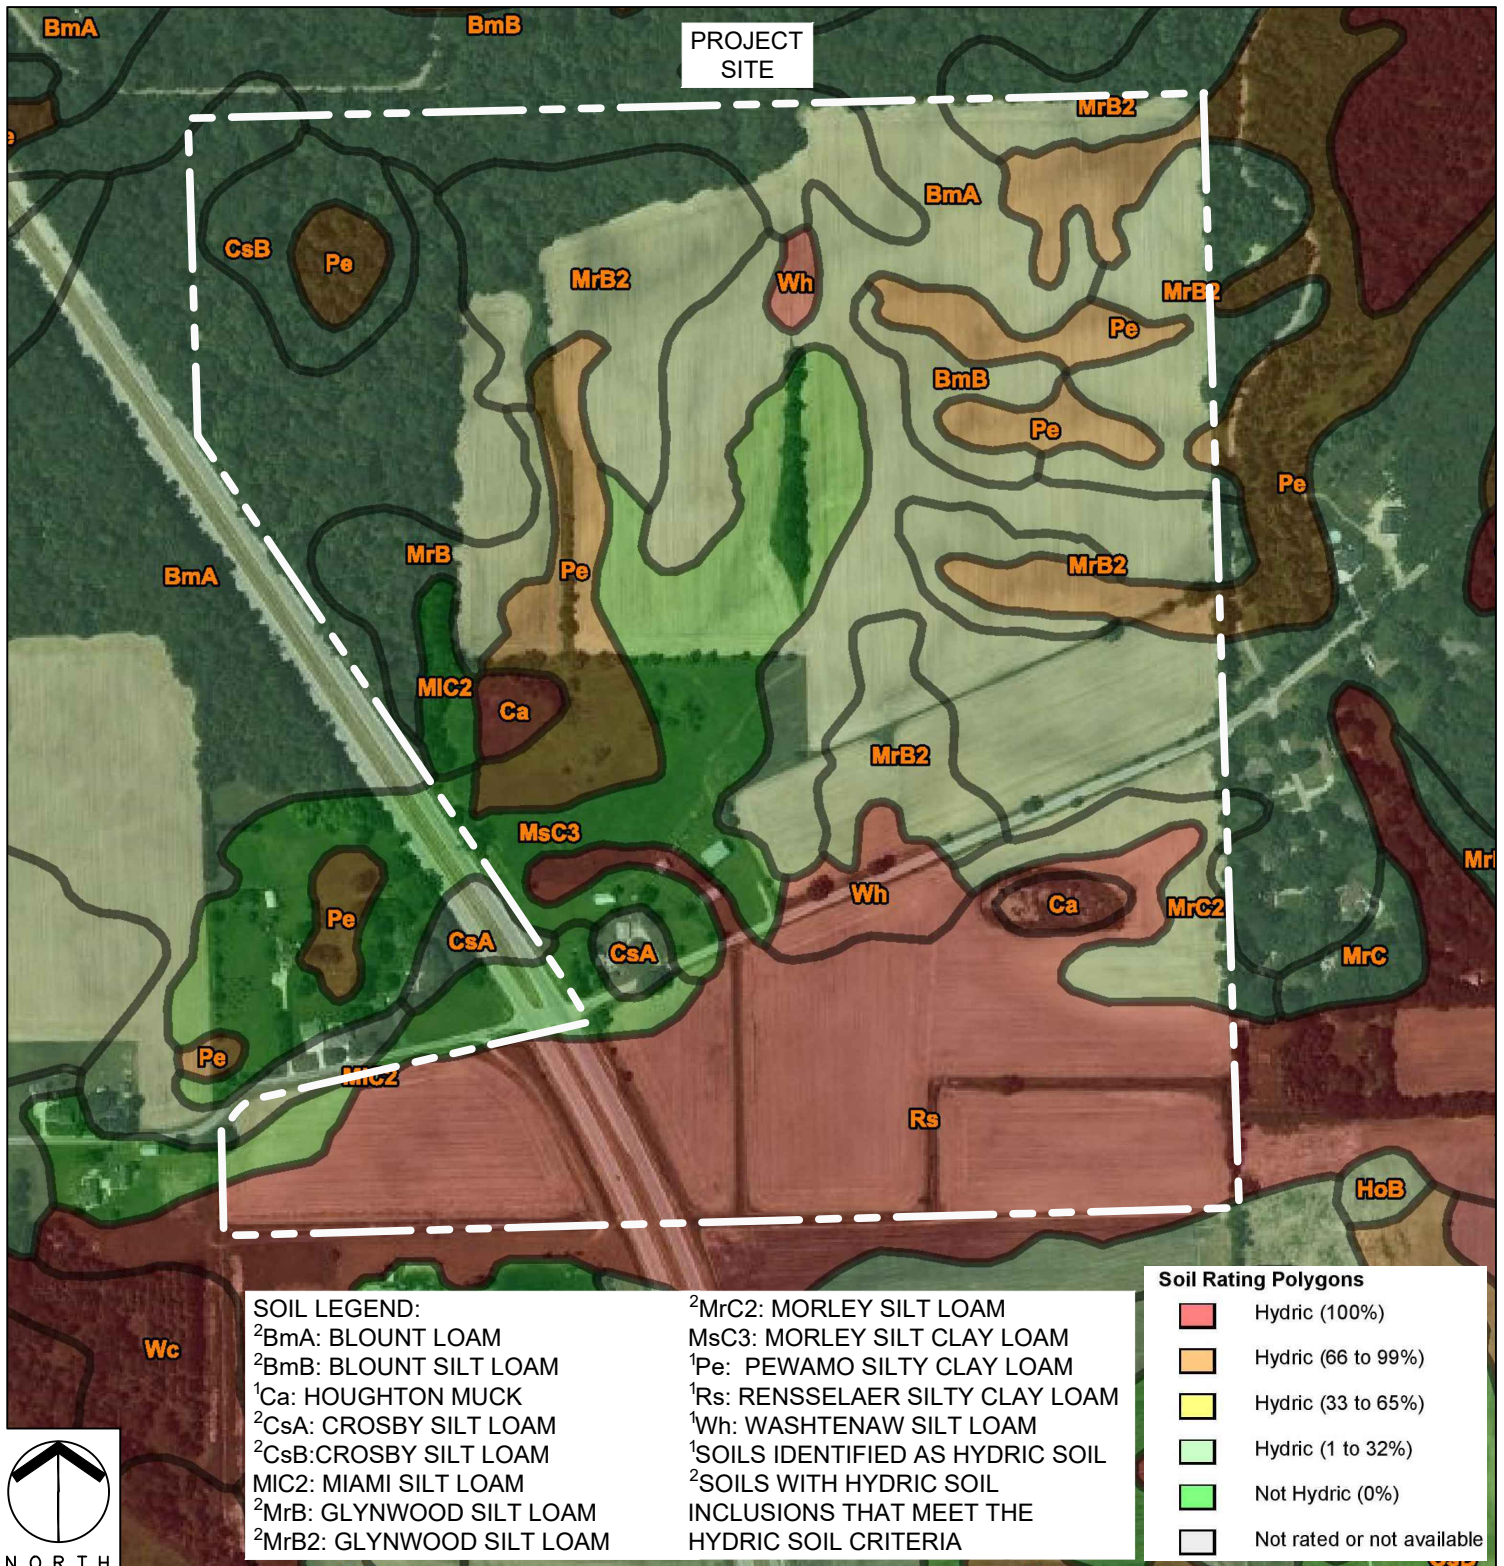 BmA
BmB
PROJECT
SITE
MrB2
e
BmA
CsB
Pe
MrB2
Wh
MrB2
Pe
BmB
Pe
Pe
MrB
BmA
Pe
MrB2
MIC2
Ca
MrB2
MsC3
Pe
Wh
Ca
MrC2
CsA
CsA
MrC
Pe
MIC2
Rs
HoB
Wc
SOIL LEGEND:
²BmA: BLOUNT LOAM
²BmB: BLOUNT SILT LOAM
¹Ca: HOUGHTON MUCK
²CsA: CROSBY SILT LOAM
²CsB:CROSBY SILT LOAM
MIC2: MIAMI SILT LOAM
²MrB: GLYNWOOD SILT LOAM
²MrB2: GLYNWOOD SILT LOAM
²MrC2: MORLEY SILT LOAM
MsC3: MORLEY SILT CLAY LOAM
¹Pe: PEWAMO SILTY CLAY LOAM
¹Rs: RENSSELAER SILTY CLAY LOAM
¹Wh: WASHTENAW SILT LOAM
¹SOILS IDENTIFIED AS HYDRIC SOIL
²SOILS WITH HYDRIC SOIL
INCLUSIONS THAT MEET THE
HYDRIC SOIL CRITERIA
Soil Rating Polygons
Hydric (100%)
Hydric (66 to 99%)
Hydric (33 to 65%)
Hydric (1 to 32%)
Not Hydric (0%)
Not rated or not available
NORTH